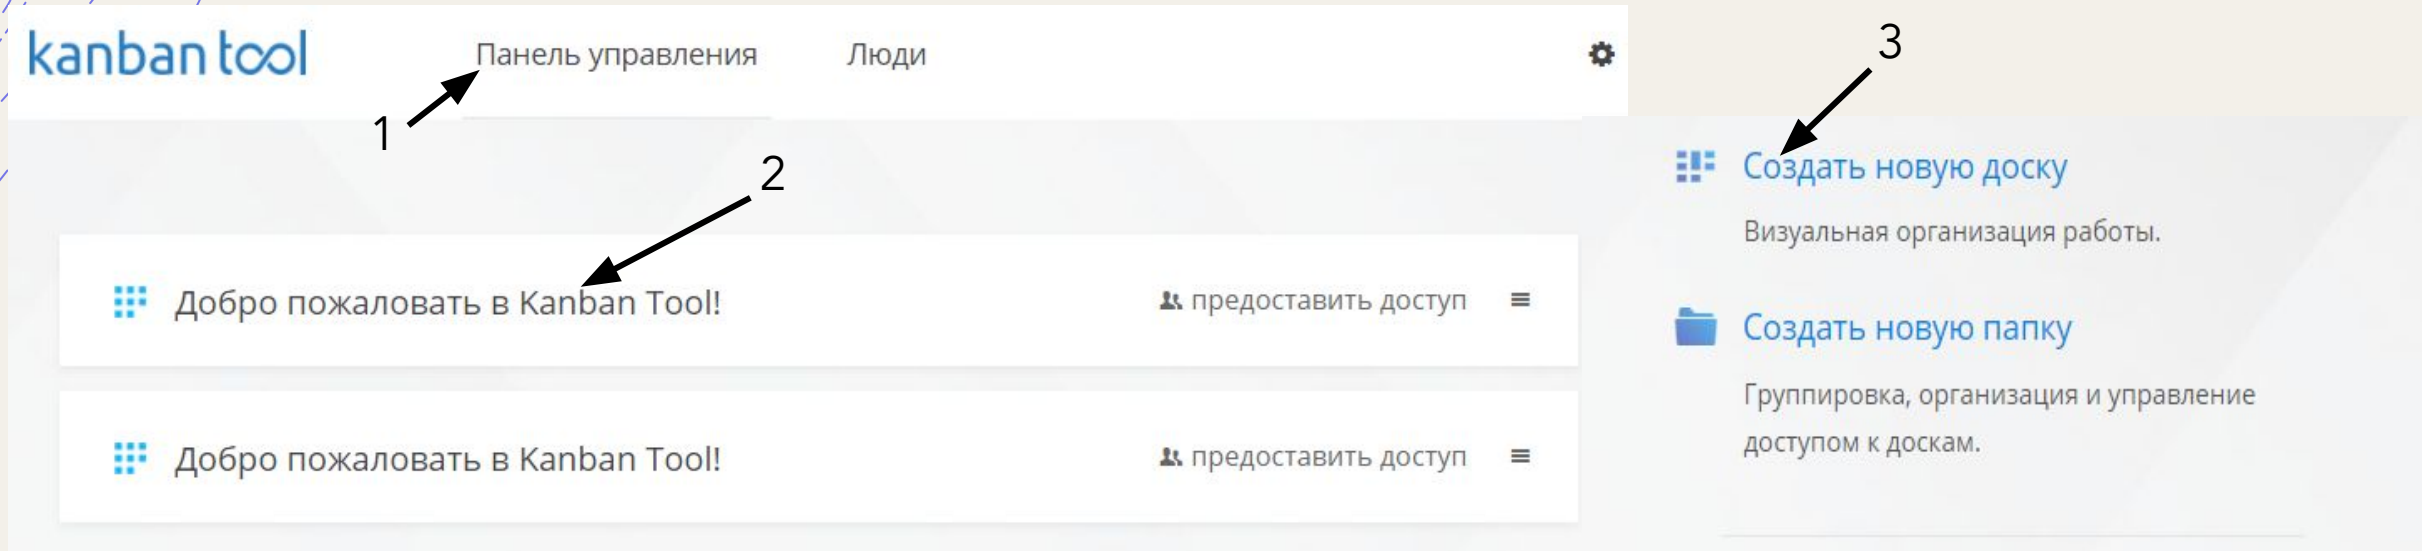 kanban tool
Панель управления
Люди
3
1
2
Создать новую доску
Визуальная организация работы.
Добро пожаловать в Kanban Tool!
предоставить доступ
Создать новую папку
Группировка, организация и управление
доступом к доскам.
Добро пожаловать в Kanban Tool!
предоставить доступ